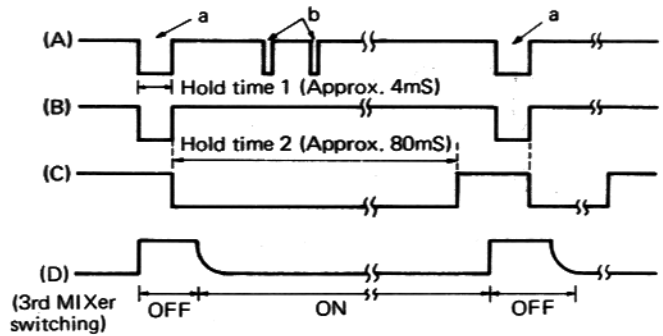 a b a
(A)
Hold time 1 (Approx. 4mS)
(B)
Hold time 2 (Approx. 80mS)
(C)
(D)
(3rd MIXer
switching)
OFF ON OFF